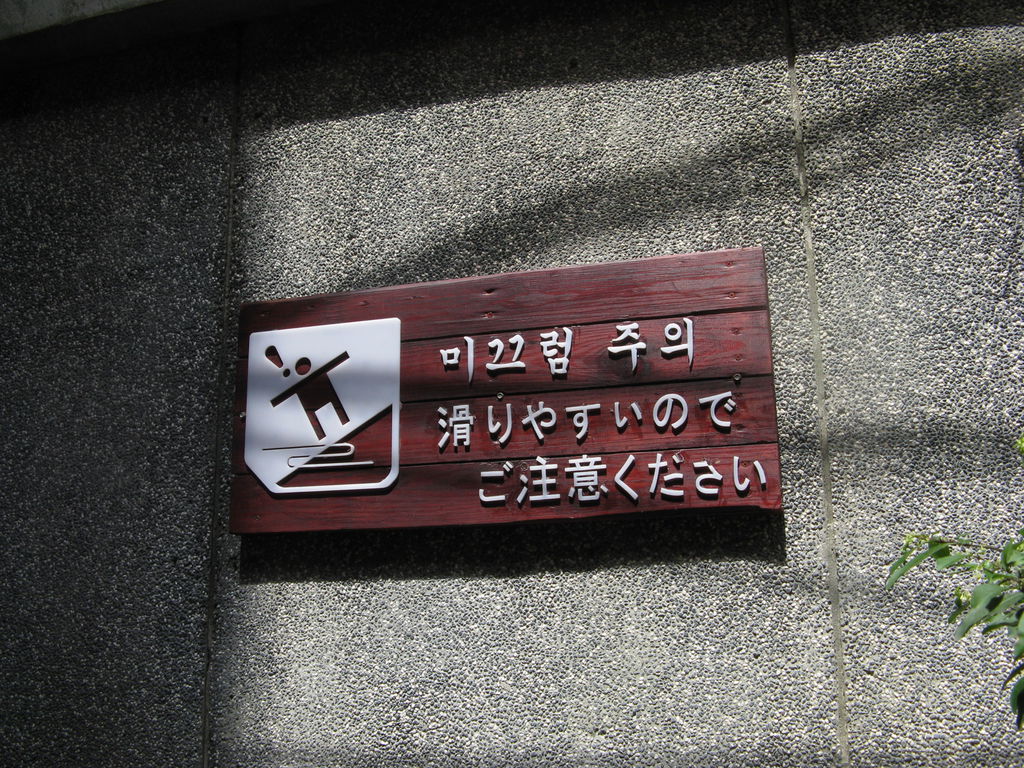 미끄럼 주의
滑りやすいので
ご注意ください